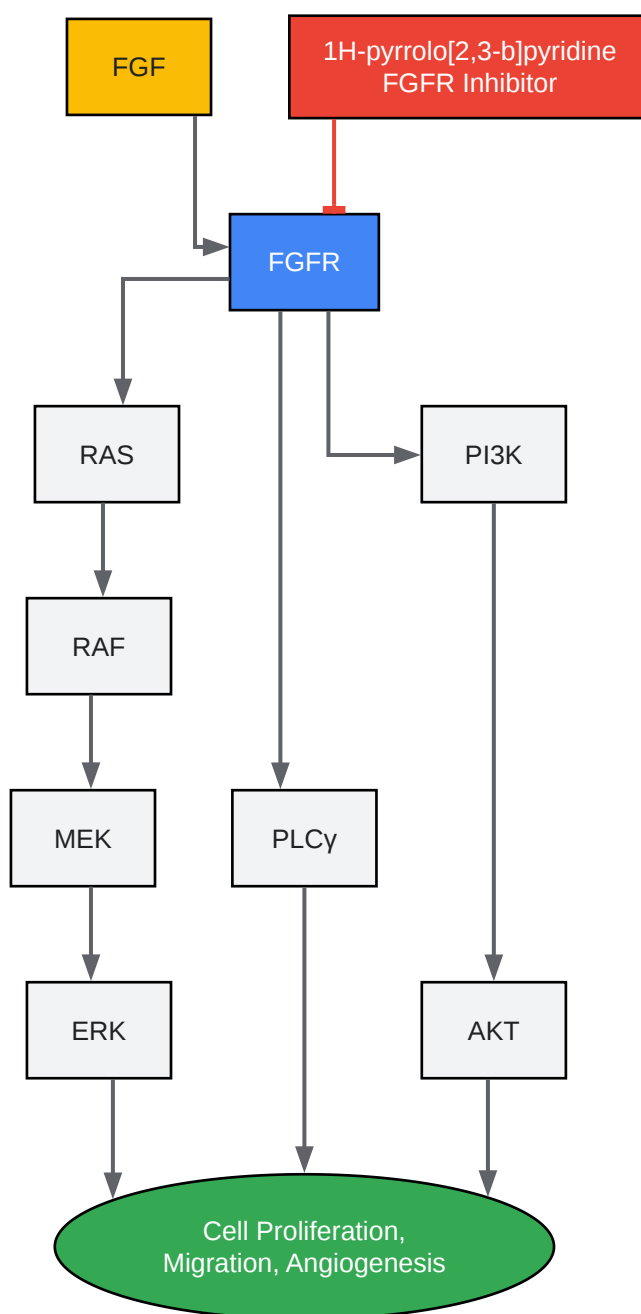 FGF
1H-pyrrolo[2,3-b]pyridine
FGFR Inhibitor
FGFR
RAS
PI3K
RAF
MEK
PLCγ
ERK
AKT
Cell Proliferation,
Migration, Angiogenesis